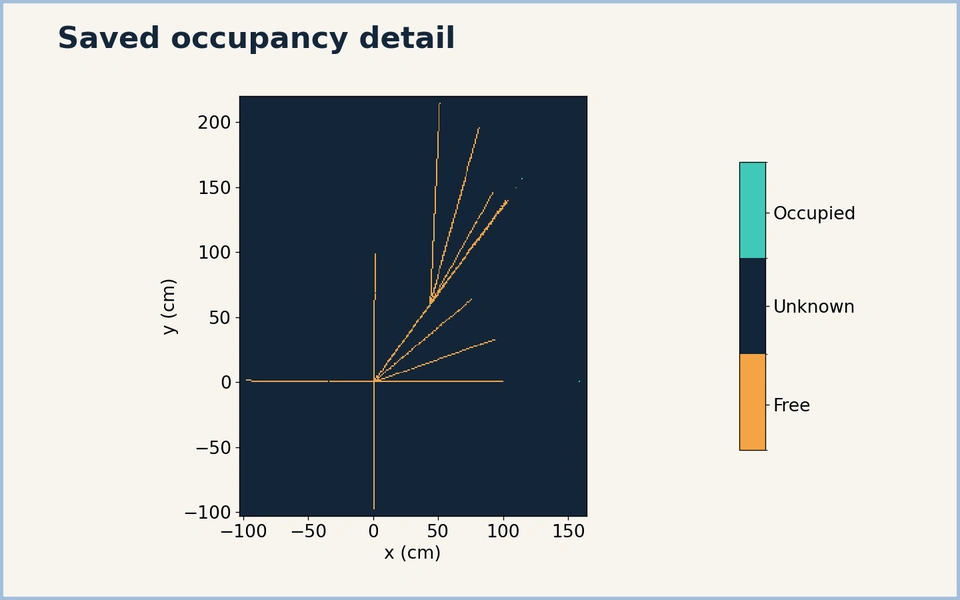 Saved occupancy detail
200
150
100
50
0
−50
−100
y (cm)
−100 −50 0 50 100 150
x (cm)
Occupied
Unknown
Free